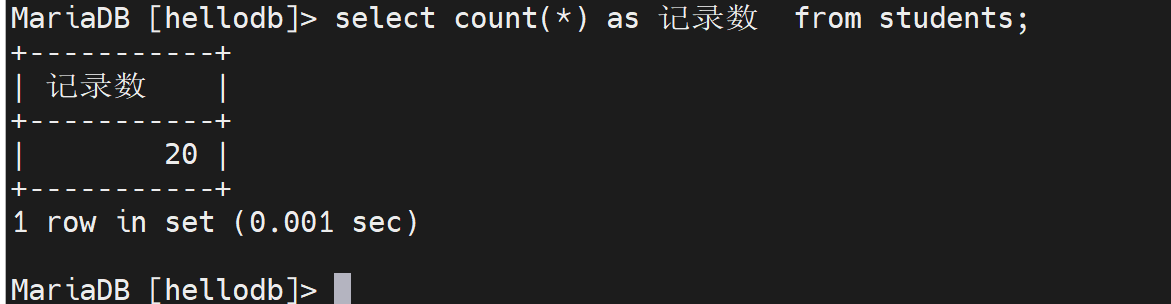 MariaDB [hellodb]> select count(*) as 记录数  from students;
+-----------+
| 记录数    |
+-----------+
|        20 |
+-----------+
1 row in set (0.001 sec)
MariaDB [hellodb]>